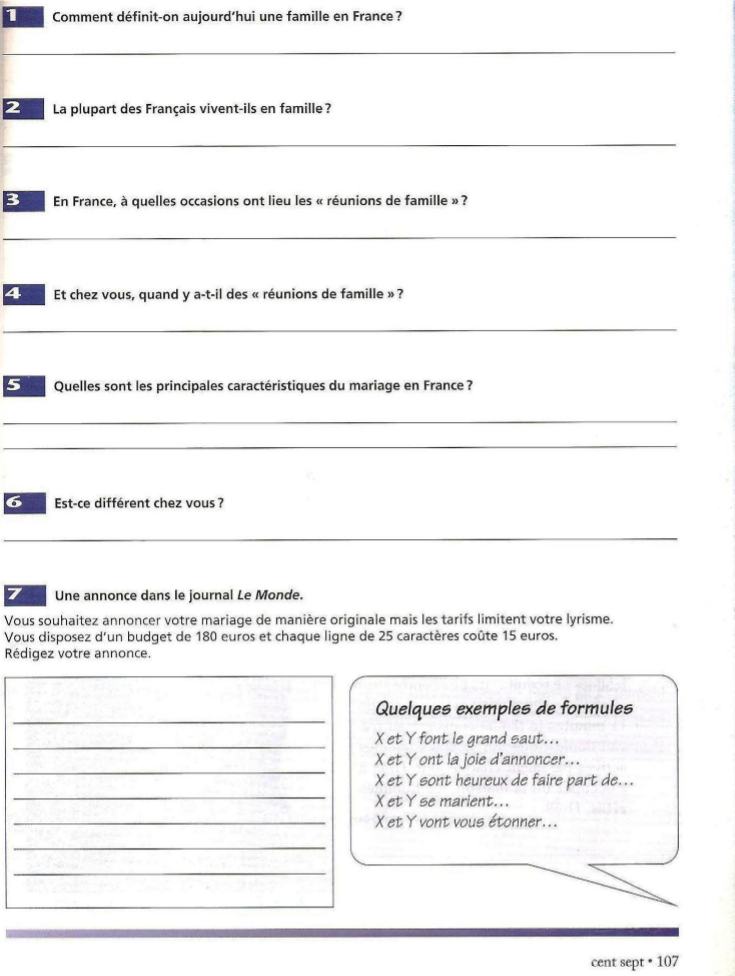 1 Comment définit-on aujourd'hui une famille en France ?
2 La plupart des Français vivent-ils en famille ?
3 En France, à quelles occasions ont lieu les « réunions de famille » ?
4 Et chez vous, quand y a-t-il des « réunions de famille » ?
5 Quelles sont les principales caractéristiques du mariage en France ?
6 Est-ce différent chez vous ?
7 Une annonce dans le journal Le Monde.
Vous souhaitez annoncer votre mariage de manière originale mais les tarifs limitent votre lyrisme.
Vous disposez d'un budget de 180 euros et chaque ligne de 25 caractères coûte 15 euros.
Rédigez votre annonce.
Quelques exemples de formules
X et Y font le grand saut...
X et Y ont la joie d'annoncer...
X et Y sont heureux de faire part de...
X et Y se marient...
X et Y vont vous étonner...
cent sept • 107